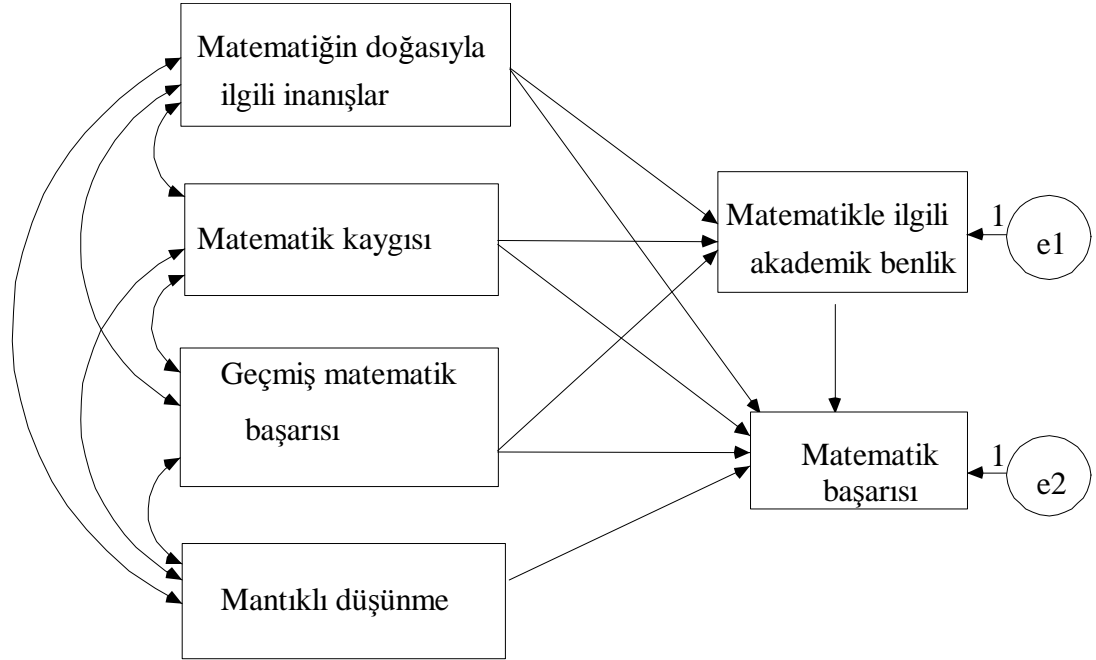 Matematiğin doğasıyla
ilgili inanışlar
Matematik kaygısı
Geçmiş matematik
başarısı
Mantıklı düşünme
Matematikle ilgili
akademik benlik
1
e1
Matematik
başarısı
1
e2